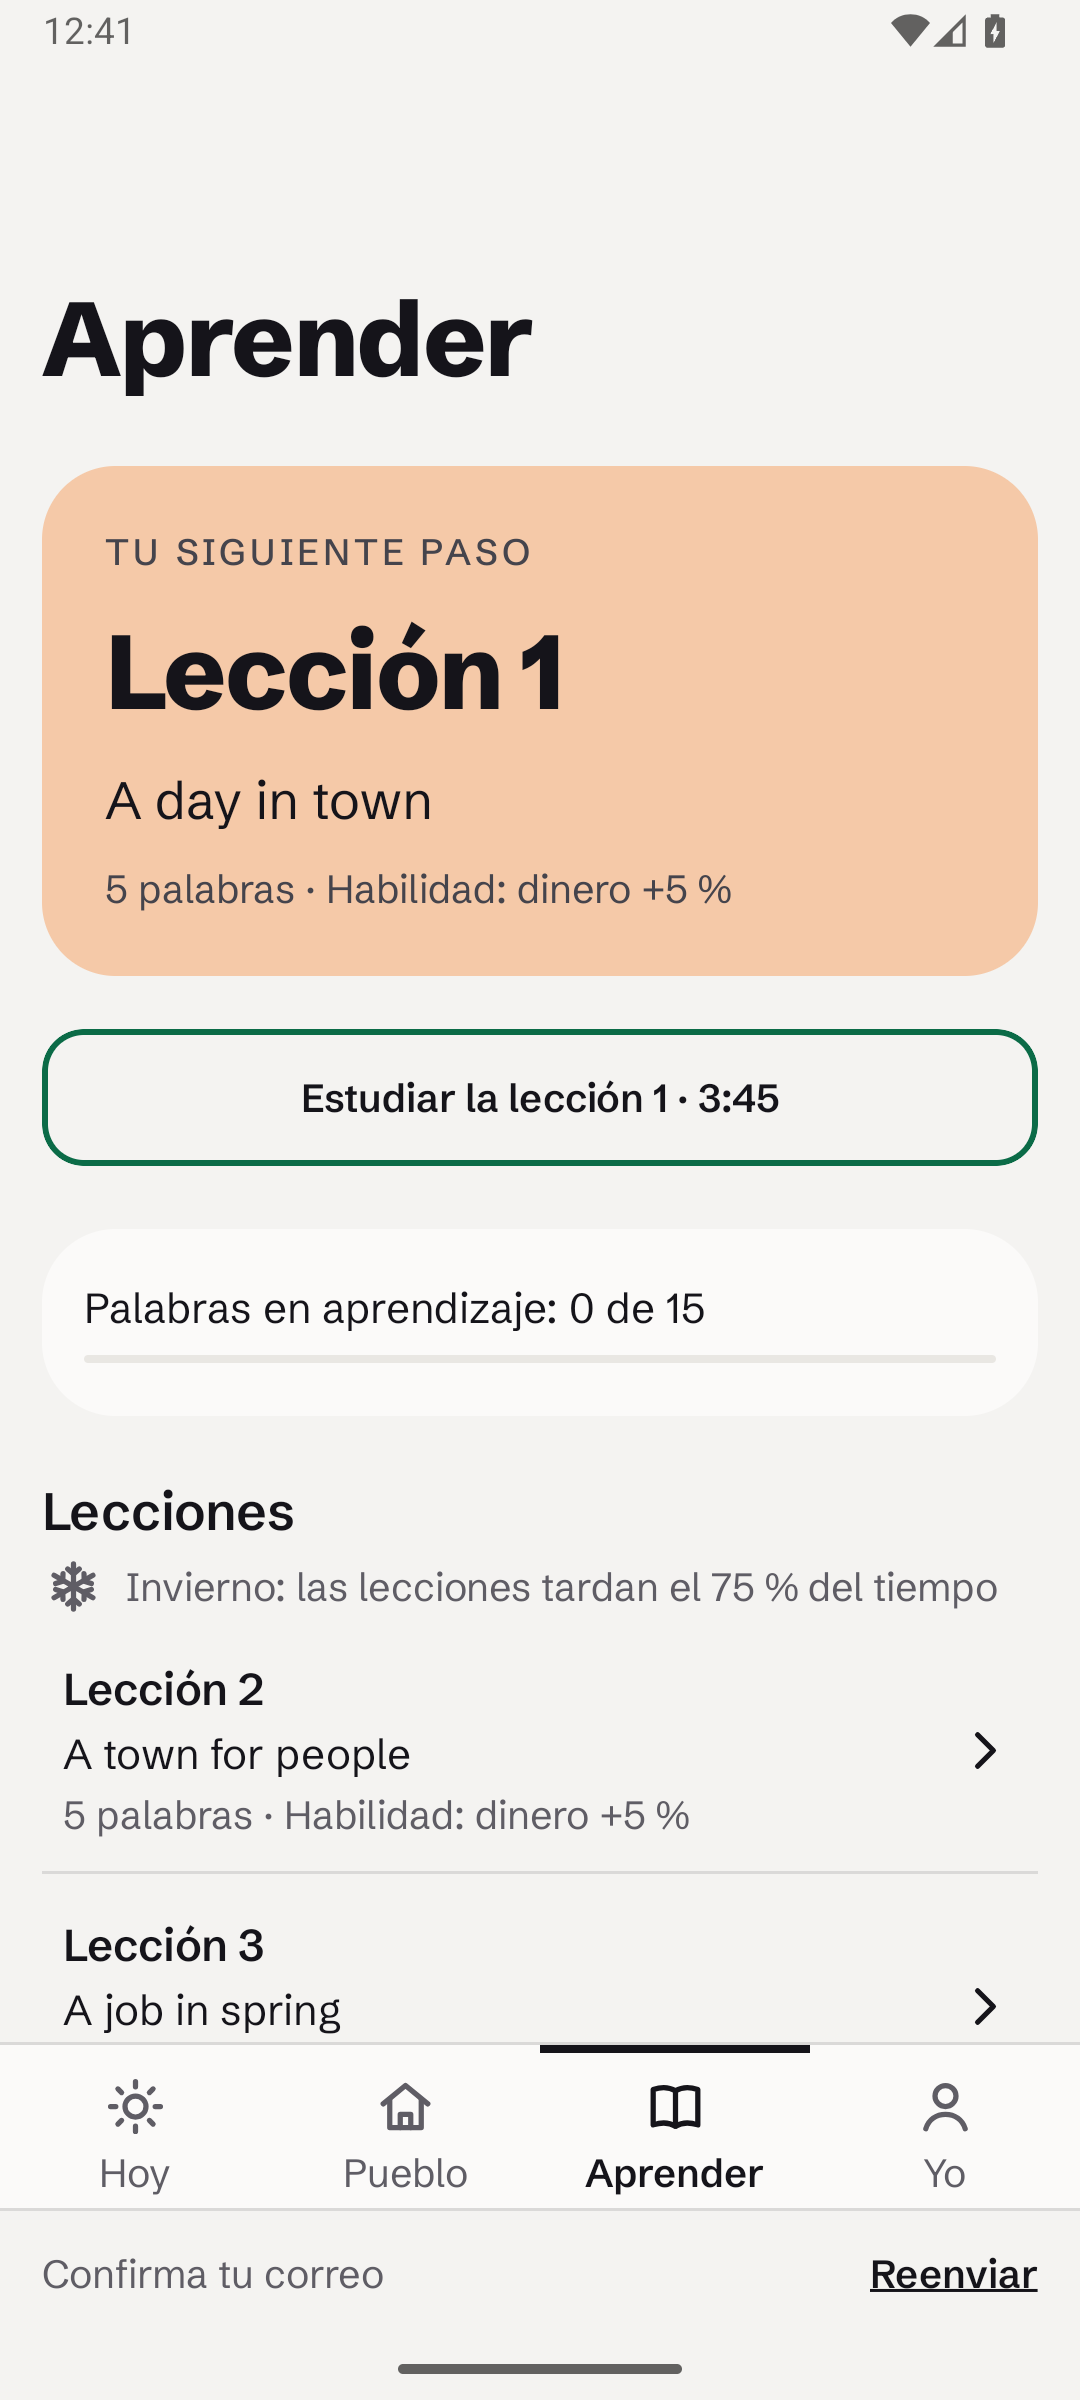 12:41
Aprender
TU SIGUIENTE PASO
Lección 1
A day in town
5 palabras · Habilidad: dinero +5 %
Estudiar la lección 1 · 3:45
Palabras en aprendizaje: 0 de 15
Lecciones
Invierno: las lecciones tardan el 75 % del tiempo
Lección 2
A town for people
5 palabras · Habilidad: dinero +5 %
Lección 3
A job in spring
Hoy
Pueblo
Aprender
Yo
Confirma tu correo
Reenviar